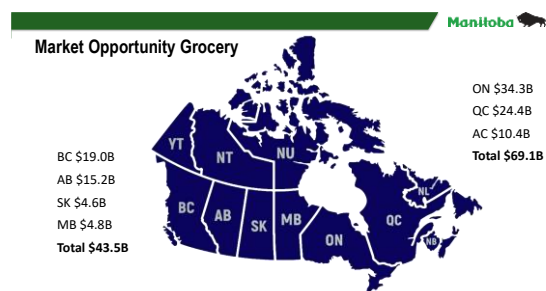 Manitoba
Market Opportunity Grocery
ON $34.3B
QC $24.4B
AC $10.4B
Total $69.1B
BC $19.0B
AB $15.2B
SK $4.6B
MB $4.8B
Total $43.5B
YT
NT
NU
BC
AB
SK
MB
ON
QC
NL
NB